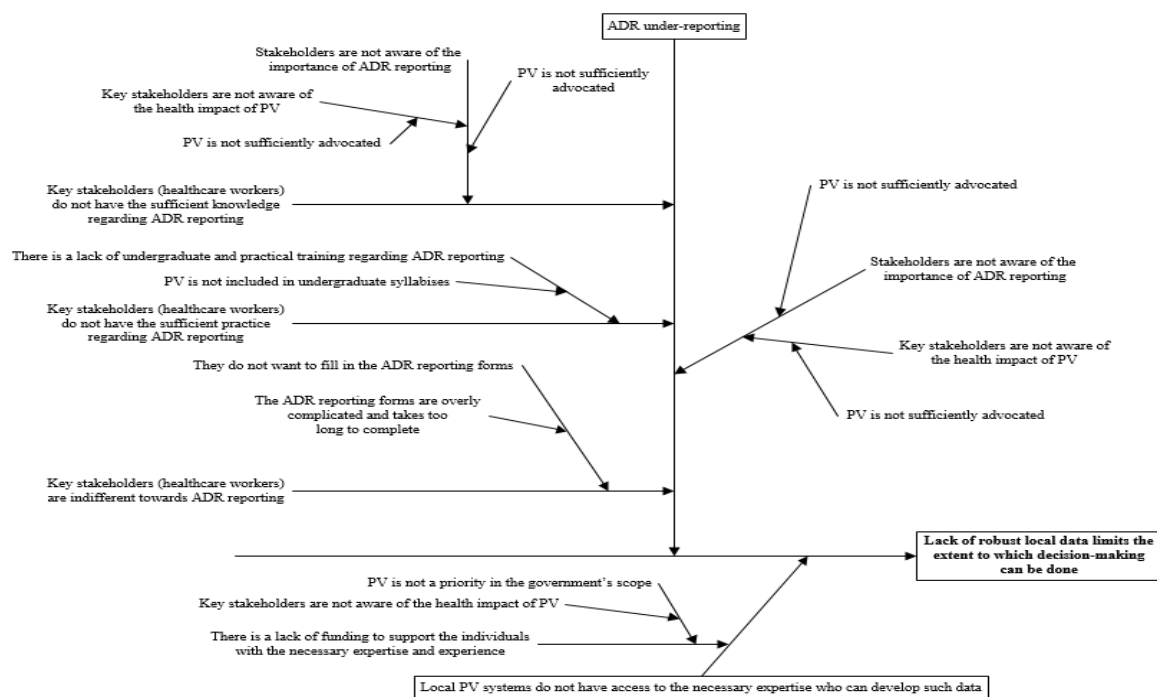 ADR under-reporting
Stakeholders are not aware of the
importance of ADR reporting
PV is not sufficiently
advocated
Key stakeholders are not aware of
the health impact of PV
PV is not sufficiently advocated
Key stakeholders (healthcare workers)
do not have the sufficient knowledge
regarding ADR reporting
PV is not sufficiently advocated
There is a lack of undergraduate and practical training regarding ADR reporting
PV is not included in undergraduate syllabises
Key stakeholders (healthcare workers)
do not have the sufficient practice
regarding ADR reporting
Stakeholders are not aware of the
importance of ADR reporting
Key stakeholders are not aware of
the health impact of PV
PV is not sufficiently advocated
They do not want to fill in the ADR reporting forms
The ADR reporting forms are overly
complicated and takes too
long to complete
Key stakeholders (healthcare workers)
are indifferent towards ADR reporting
Lack of robust local data limits the
extent to which decision-making
can be done
PV is not a priority in the government's scope
Key stakeholders are not aware of the health impact of PV
There is a lack of funding to support the individuals
with the necessary expertise and experience
Local PV systems do not have access to the necessary expertise who can develop such data